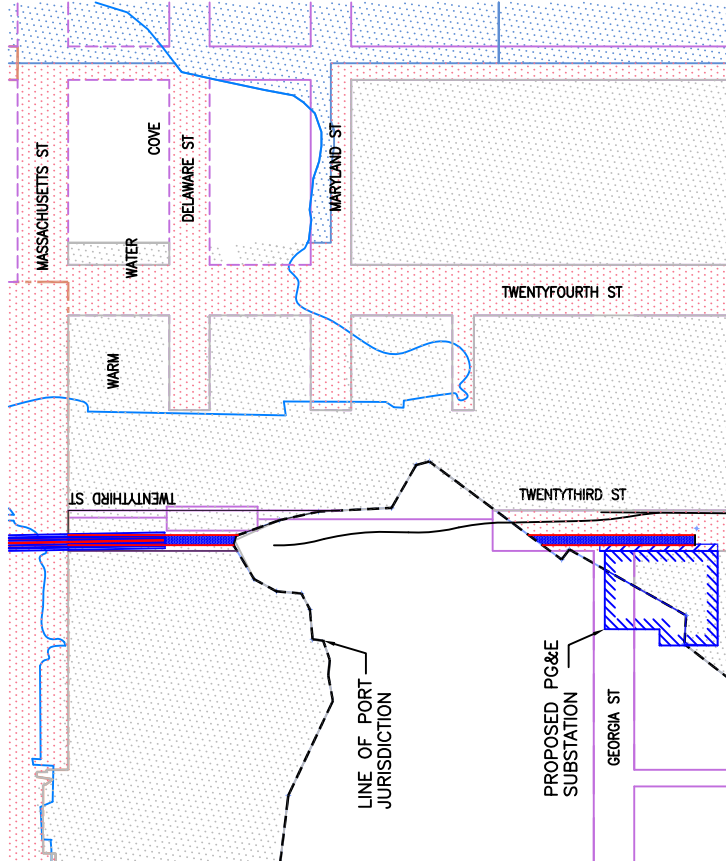 MASSACHUSETTS ST
COVE
DELAWARE ST
MARYLAND ST
WATER
WARM
TWENTYFOURTH ST
TWENTYTHIRD ST
TWENTYTHIRD ST
LINE OF PORT
JURISDICTION
PROPOSED PG&E
SUBSTATION
GEORGIA ST